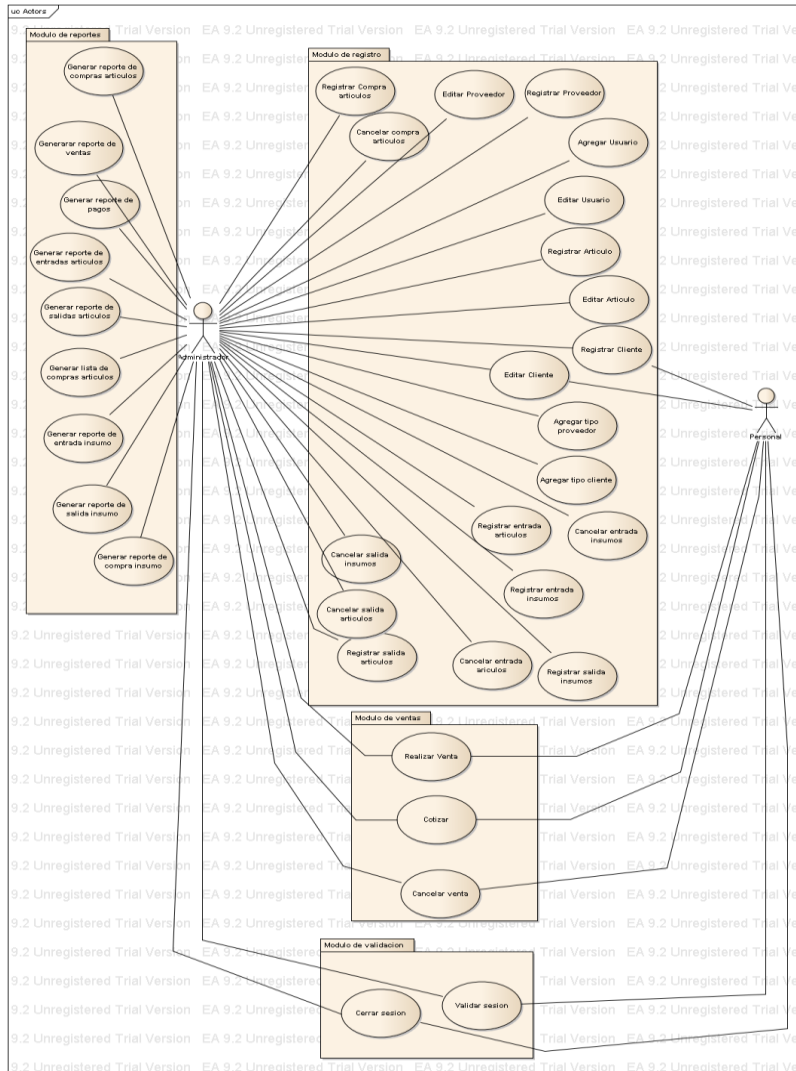 uc Actors
Modulo de reportes
Generar reporte de
compras articulos
Generarar reporte de
ventas
Generar reporte de
pagos
Generar reporte de
entradas articulos
Generar reporte de
salidas articulos
Generar lista de
compras articulos
Generar reporte de
entrada insumo
Generar reporte de
salida insumo
Generar reporte de
compra insumo
Administrador
Modulo de registro
Registrar Compra
articulos
Cancelar compra
articulos
Editar Proveedor
Registrar Proveedor
Agregar Usuario
Editar Usuario
Registrar Articulo
Editar Articulo
Registrar Cliente
Editar Cliente
Agregar tipo
proveedor
Agregar tipo cliente
Registrar entrada
articulos
Cancelar entrada
insumos
Cancelar salida
insumos
Registrar entrada
insumos
Cancelar salida
articulos
Registrar salida
articulos
Cancelar entrada
ariculos
Registrar salida
insumos
Personal
Modulo de ventas
Realizar Venta
Cotizar
Cancelar venta
Modulo de validacion
Validar sesion
Cerrar sesion
EA 9.2 Unregistered Trial Version